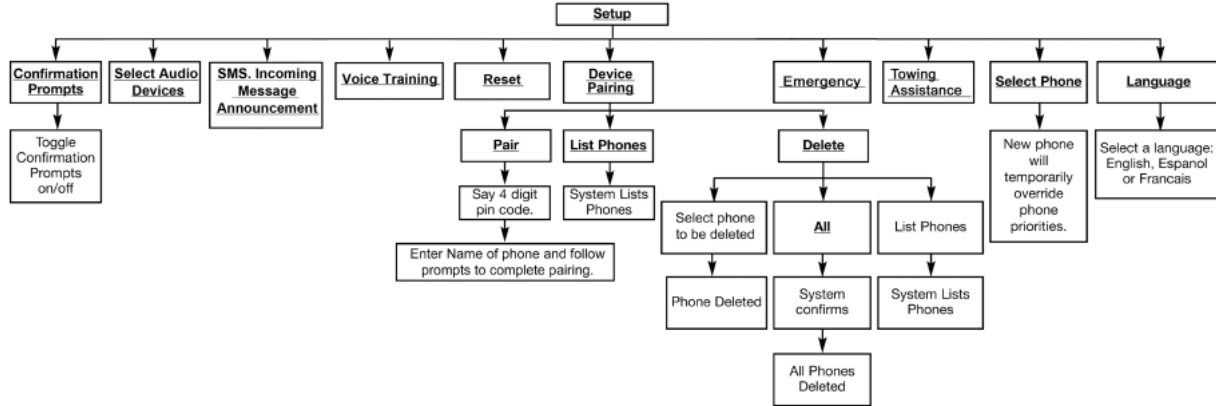 Setup
Confirmation
Prompts
Select Audio
Devices
SMS. Incoming
Message
Announcement
Voice Training
Reset
Device
Pairing
Emergency
Towing
Assistance
Select Phone
Language
Toggle
Confirmation
Prompts
on/off
Pair
List Phones
Delete
New phone
will
temporarily
override
phone
priorities.
Select a language:
English, Espanol
or Francais
Say 4 digit
pin code.
System Lists
Phones
Select phone
to be deleted
All
List Phones
Enter Name of phone and follow
prompts to complete pairing.
Phone Deleted
System
confirms
System Lists
Phones
All Phones
Deleted